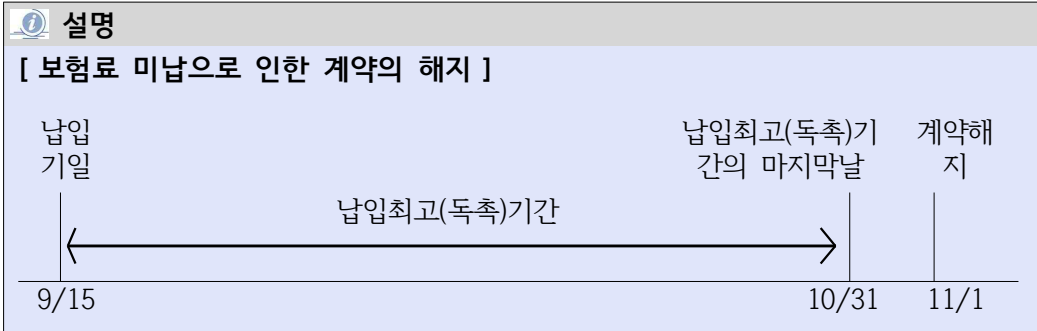 설명
[ 보험료 미납으로 인한 계약의 해지 ]
납입
기일
납입최고(독촉)기
간의 마지막날
계약해
지
납입최고(독촉)기간
9/15
10/31
11/1